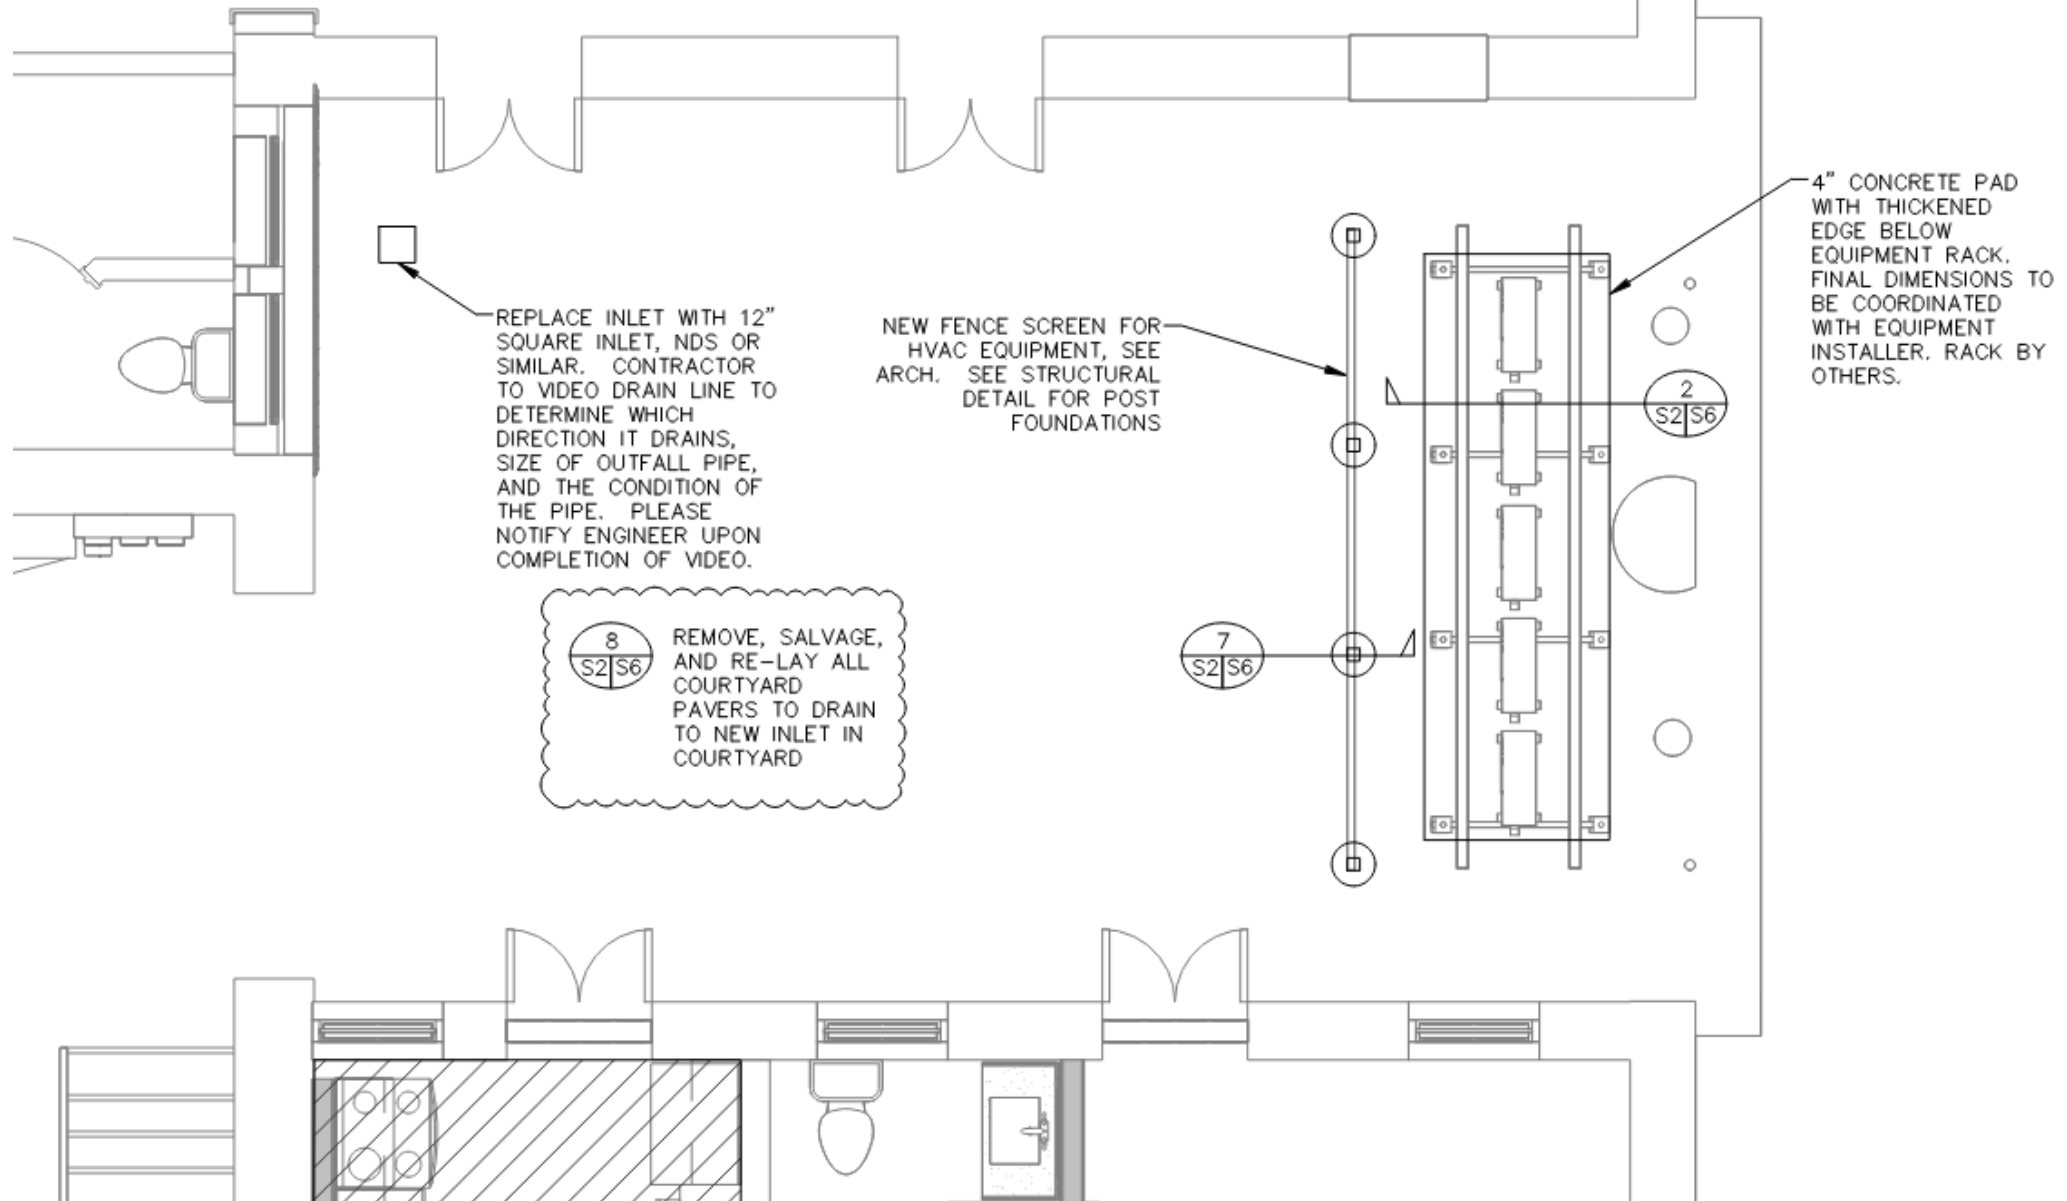 4" CONCRETE PAD
WITH THICKENED
EDGE BELOW
EQUIPMENT RACK.
FINAL DIMENSIONS TO
BE COORDINATED
WITH EQUIPMENT
INSTALLER. RACK BY
OTHERS.
REPLACE INLET WITH 12"
SQUARE INLET, NDS OR
SIMILAR. CONTRACTOR
TO VIDEO DRAIN LINE TO
DETERMINE WHICH
DIRECTION IT DRAINS,
SIZE OF OUTFALL PIPE,
AND THE CONDITION OF
THE PIPE. PLEASE
NOTIFY ENGINEER UPON
COMPLETION OF VIDEO.
NEW FENCE SCREEN FOR
HVAC EQUIPMENT, SEE
ARCH. SEE STRUCTURAL
DETAIL FOR POST
FOUNDATIONS
2
S2 S6
8
S2 S6
REMOVE, SALVAGE,
AND RE-LAY ALL
COURTYARD
PAVERS TO DRAIN
TO NEW INLET IN
COURTYARD
7
S2 S6